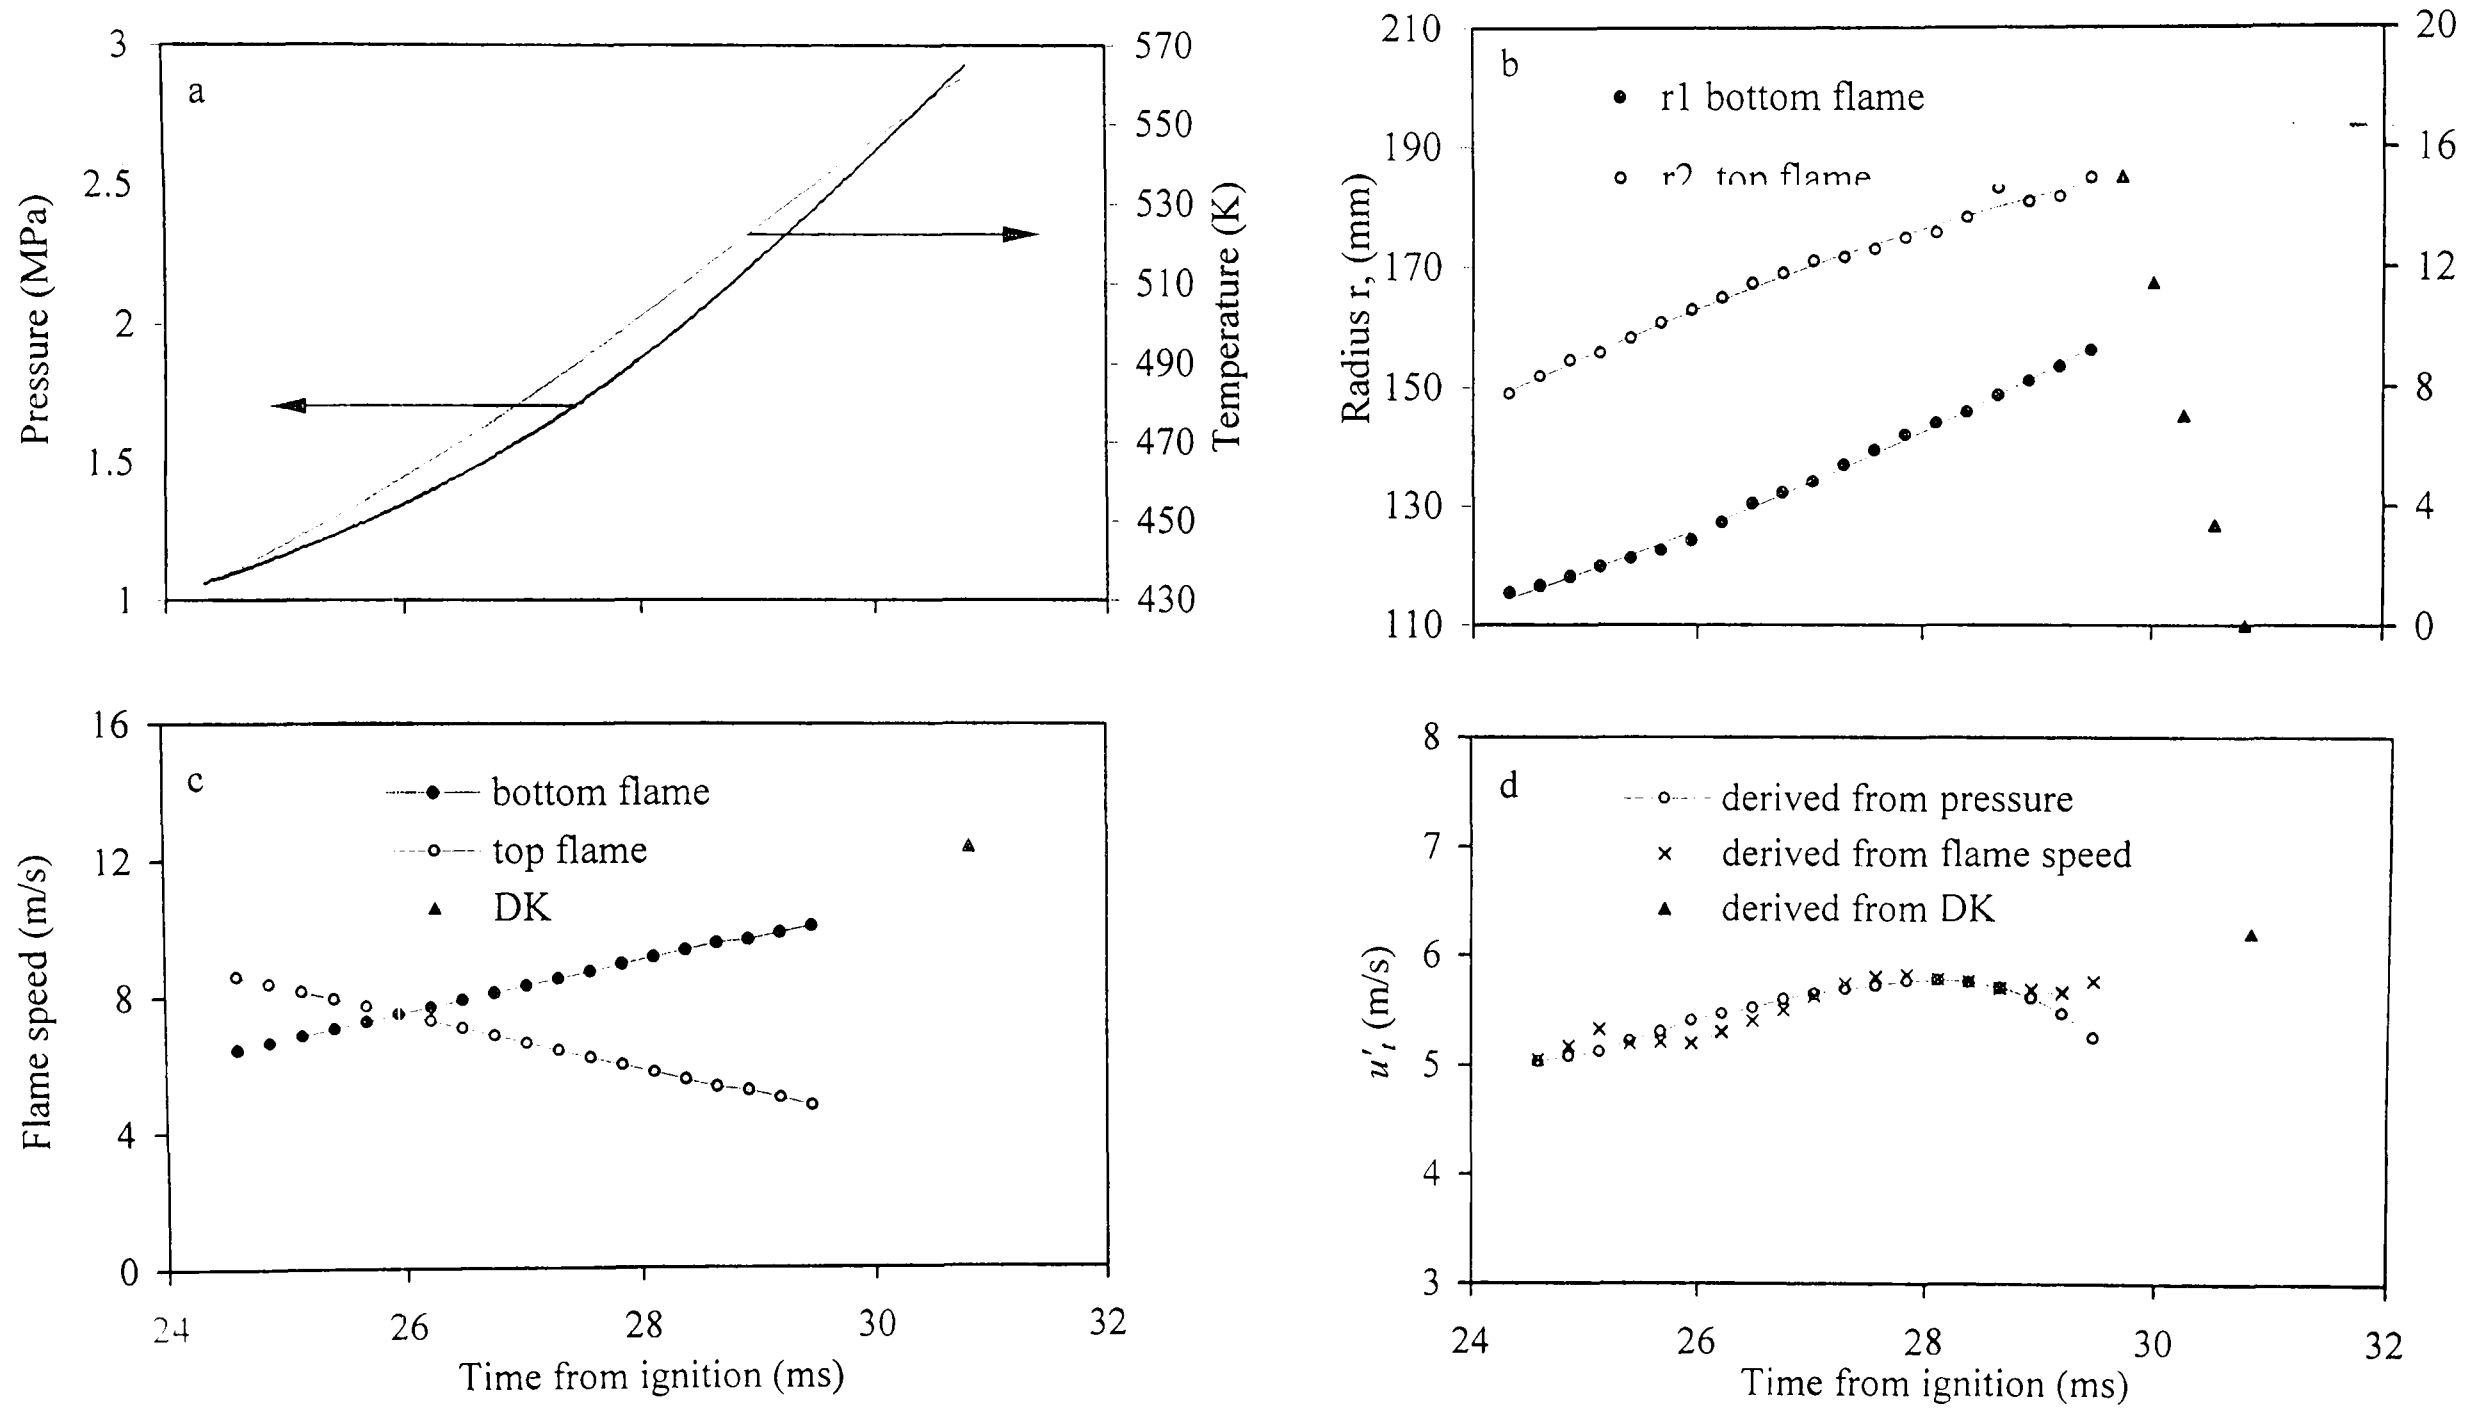 a
Pressure (MPa)
3
2.5
2
1.5
1
Temperature (K)
570
550
530
510
490
470
450
430
b
r1 bottom flame
r2 top flame
Radius r, (mm)
210
190
170
150
130
110
20
16
12
8
4
0
c
bottom flame
top flame
DK
Flame speed (m/s)
16
12
8
4
0
24
26
28
30
32
Time from ignition (ms)
d
derived from pressure
derived from flame speed
derived from DK
u't (m/s)
8
7
6
5
4
3
24
26
28
30
32
Time from ignition (ms)